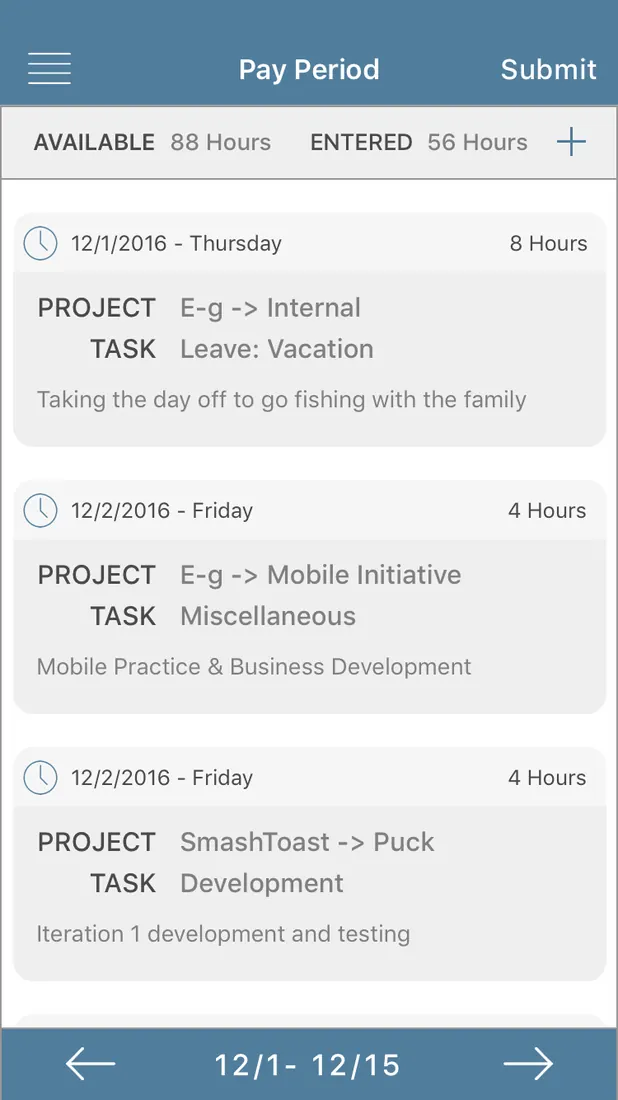 Pay Period Submit
AVAILABLE 88 Hours ENTERED 56 Hours
12/1/2016 - Thursday 8 Hours
PROJECT E-g -> Internal
TASK Leave: Vacation
Taking the day off to go fishing with the family
12/2/2016 - Friday 4 Hours
PROJECT E-g -> Mobile Initiative
TASK Miscellaneous
Mobile Practice & Business Development
12/2/2016 - Friday 4 Hours
PROJECT SmashToast -> Puck
TASK Development
Iteration 1 development and testing
12/1- 12/15